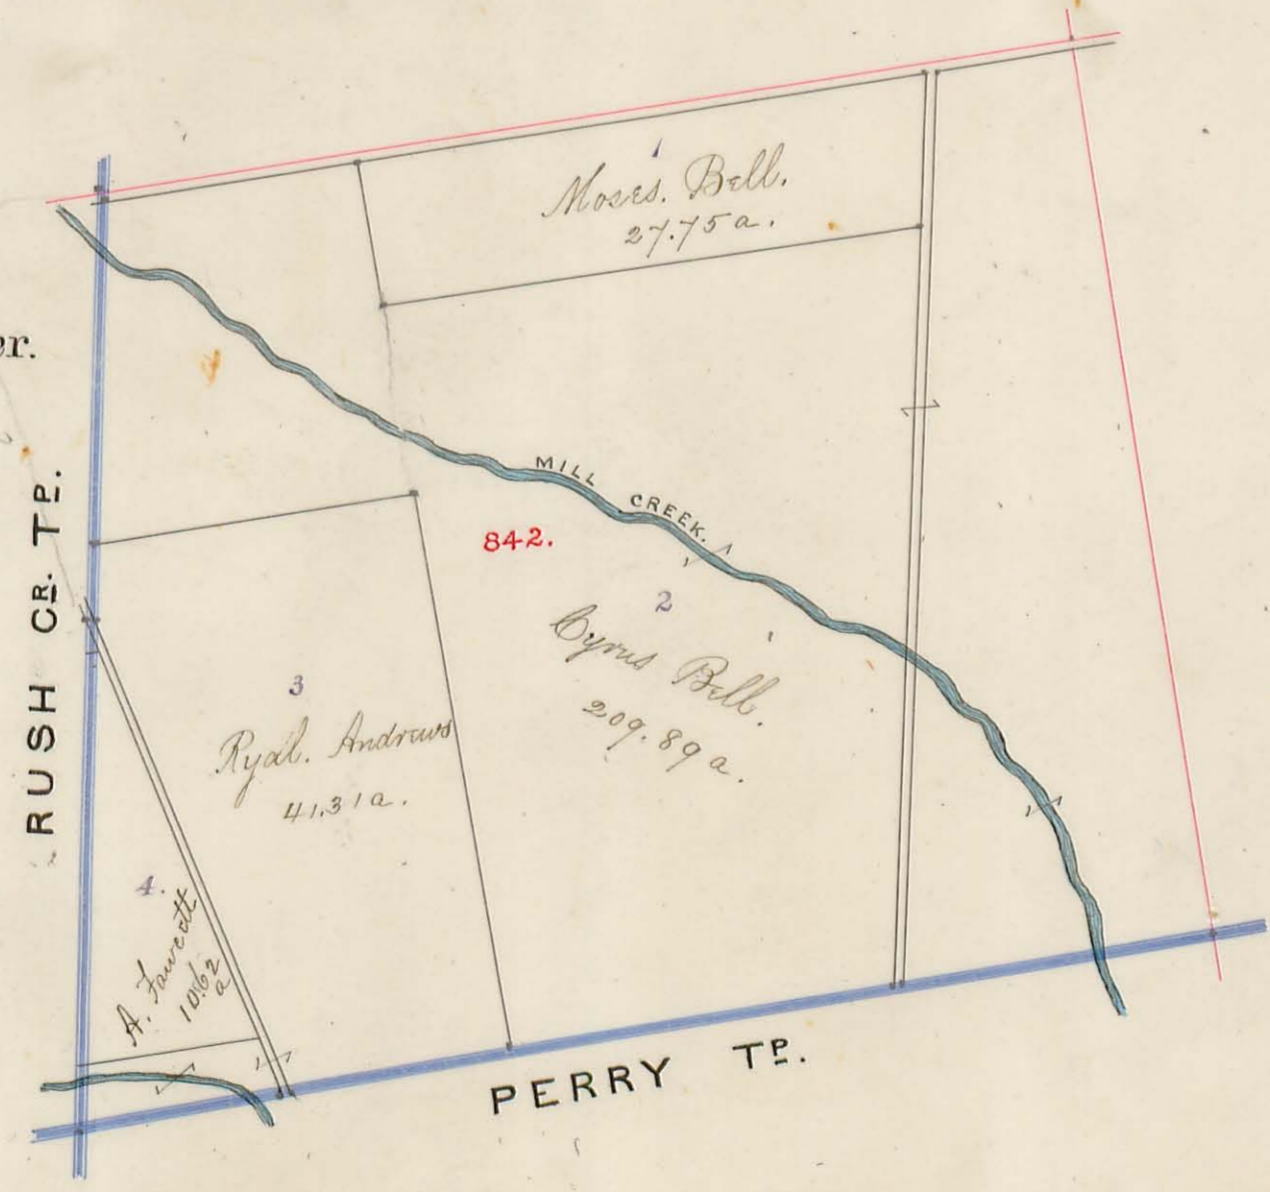 1
Moses. Bell.
27.75 a.
er.
MILL CREEK.
842.
2
Cyrus Bell.
209.89 a.
3
Ryal. Andrews
41.31 a.
4.
A. Fawcett
10.62
a
RUSH CR. TP.
PERRY TP.